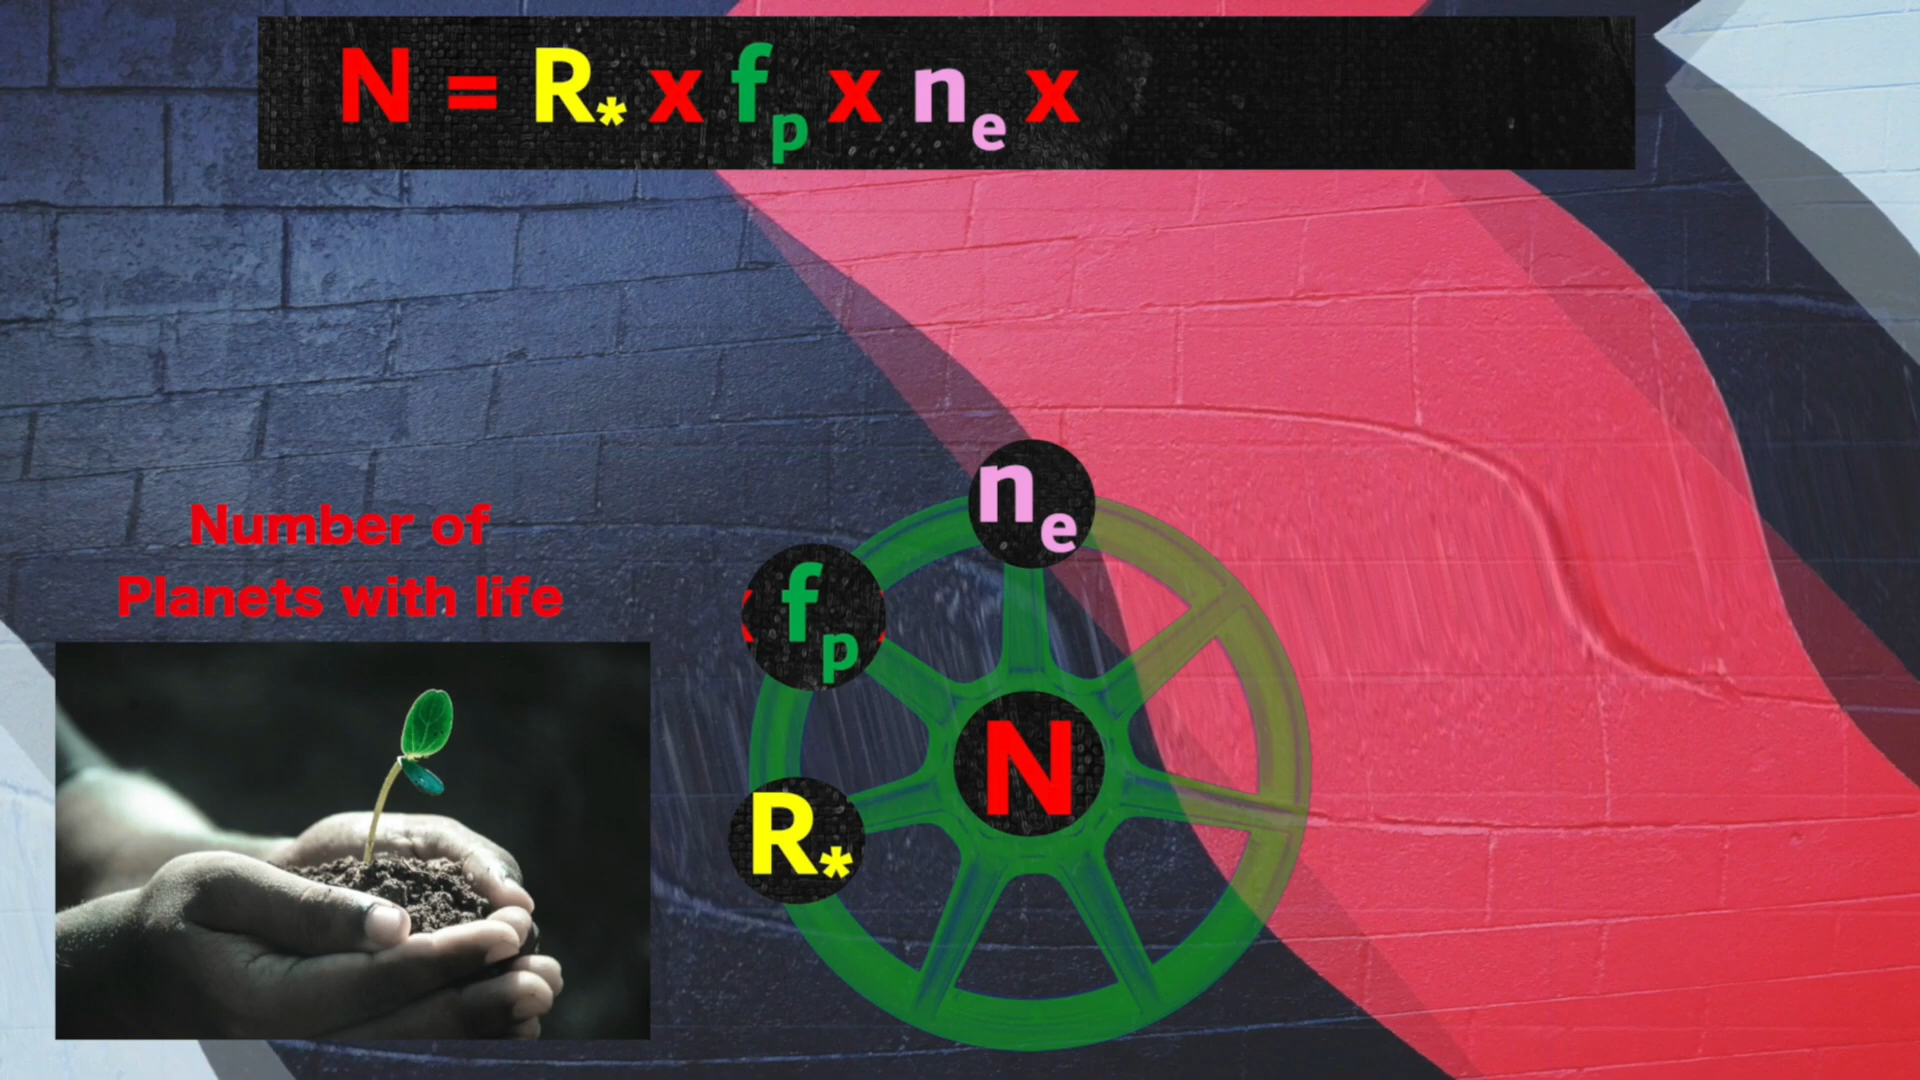 N = R* x fp x ne x
ne
fp
N
R*
Number of
Planets with life